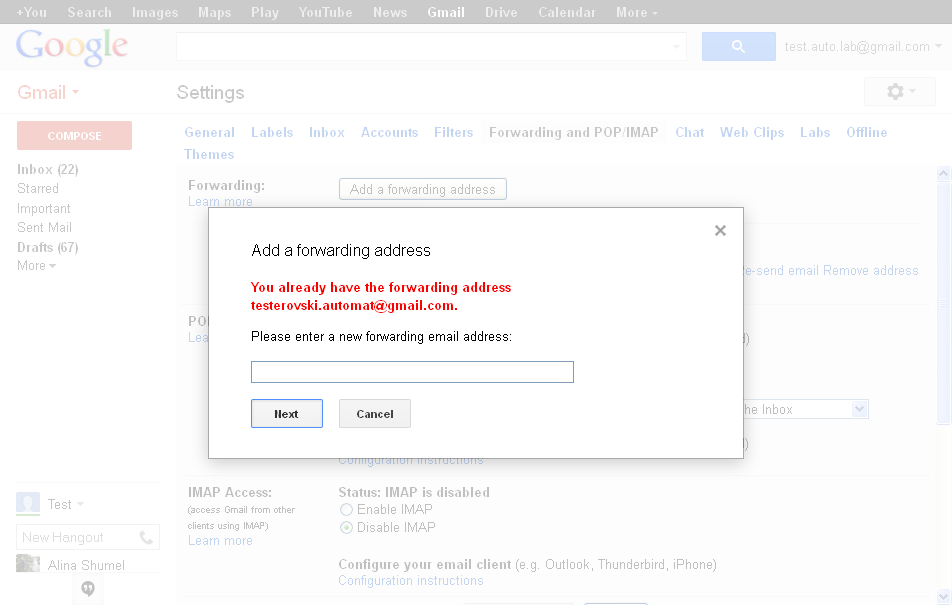 +You Search Images Maps Play YouTube News Gmail Drive Calendar More
Google
test.auto.lab@gmail.com
Gmail
Settings
COMPOSE
General Labels Inbox Accounts Filters Forwarding and POP/IMAP Chat Web Clips Labs Offline
Themes
Inbox (22)
Starred
Important
Sent Mail
Drafts (67)
More
Forwarding:
Learn more
Add a forwarding address
Add a forwarding address
You already have the forwarding address
testerovski.automat@gmail.com.
Please enter a new forwarding email address:
Next Cancel
e-send email Remove address
PO
Lea
d)
he Inbox
)
Configuration instructions
IMAP Access:
(access Gmail from other
clients using IMAP)
Learn more
Status: IMAP is disabled
Enable IMAP
Disable IMAP
Configure your email client (e.g. Outlook, Thunderbird, iPhone)
Configuration instructions
Test
New Hangout
Alina Shumel